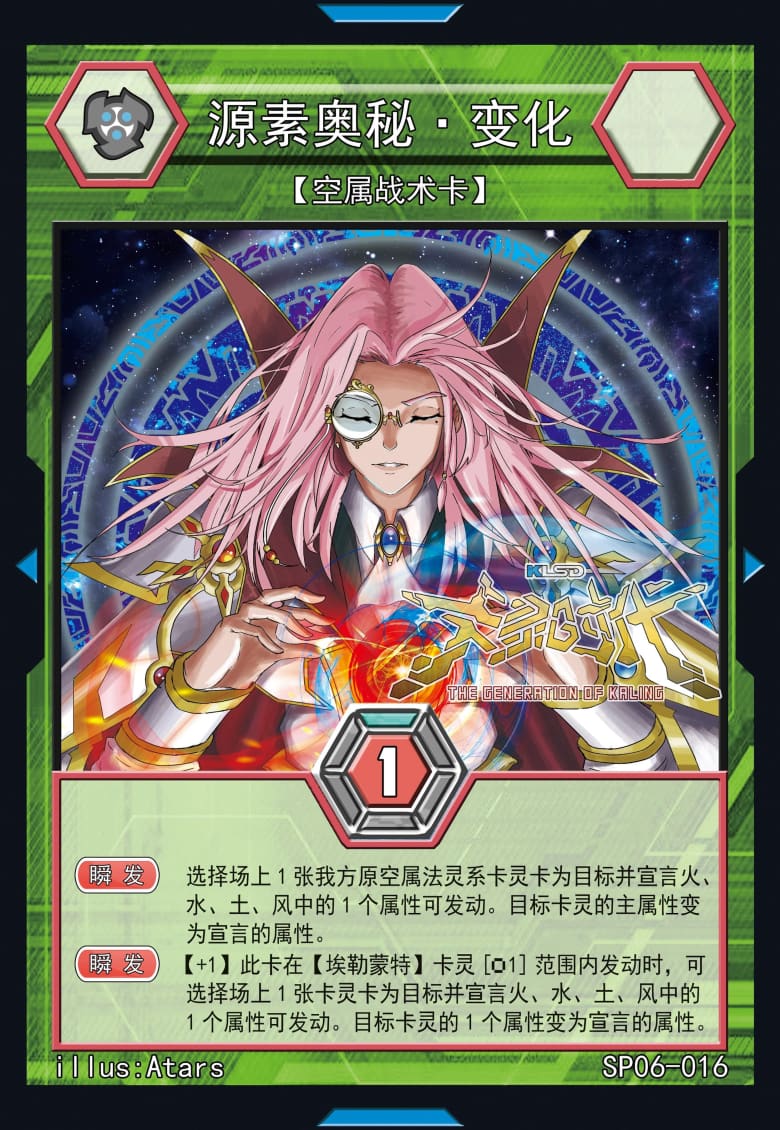 源素奥秘·变化
【空属战术卡】
KLSD
卡灵时代
THE GENERATION OF KALING
1
瞬发 选择场上1张我方原空属法灵系卡灵卡为目标并宣言火、
水、土、风中的1个属性可发动。目标卡灵的主属性变
为宣言的属性。
瞬发 【+1】此卡在【埃勒蒙特】卡灵[O1]范围内发动时，可
选择场上1张卡灵卡为目标并宣言火、水、土、风中的
1个属性可发动。目标卡灵的1个属性变为宣言的属性。
illus:Atars
SP06-016